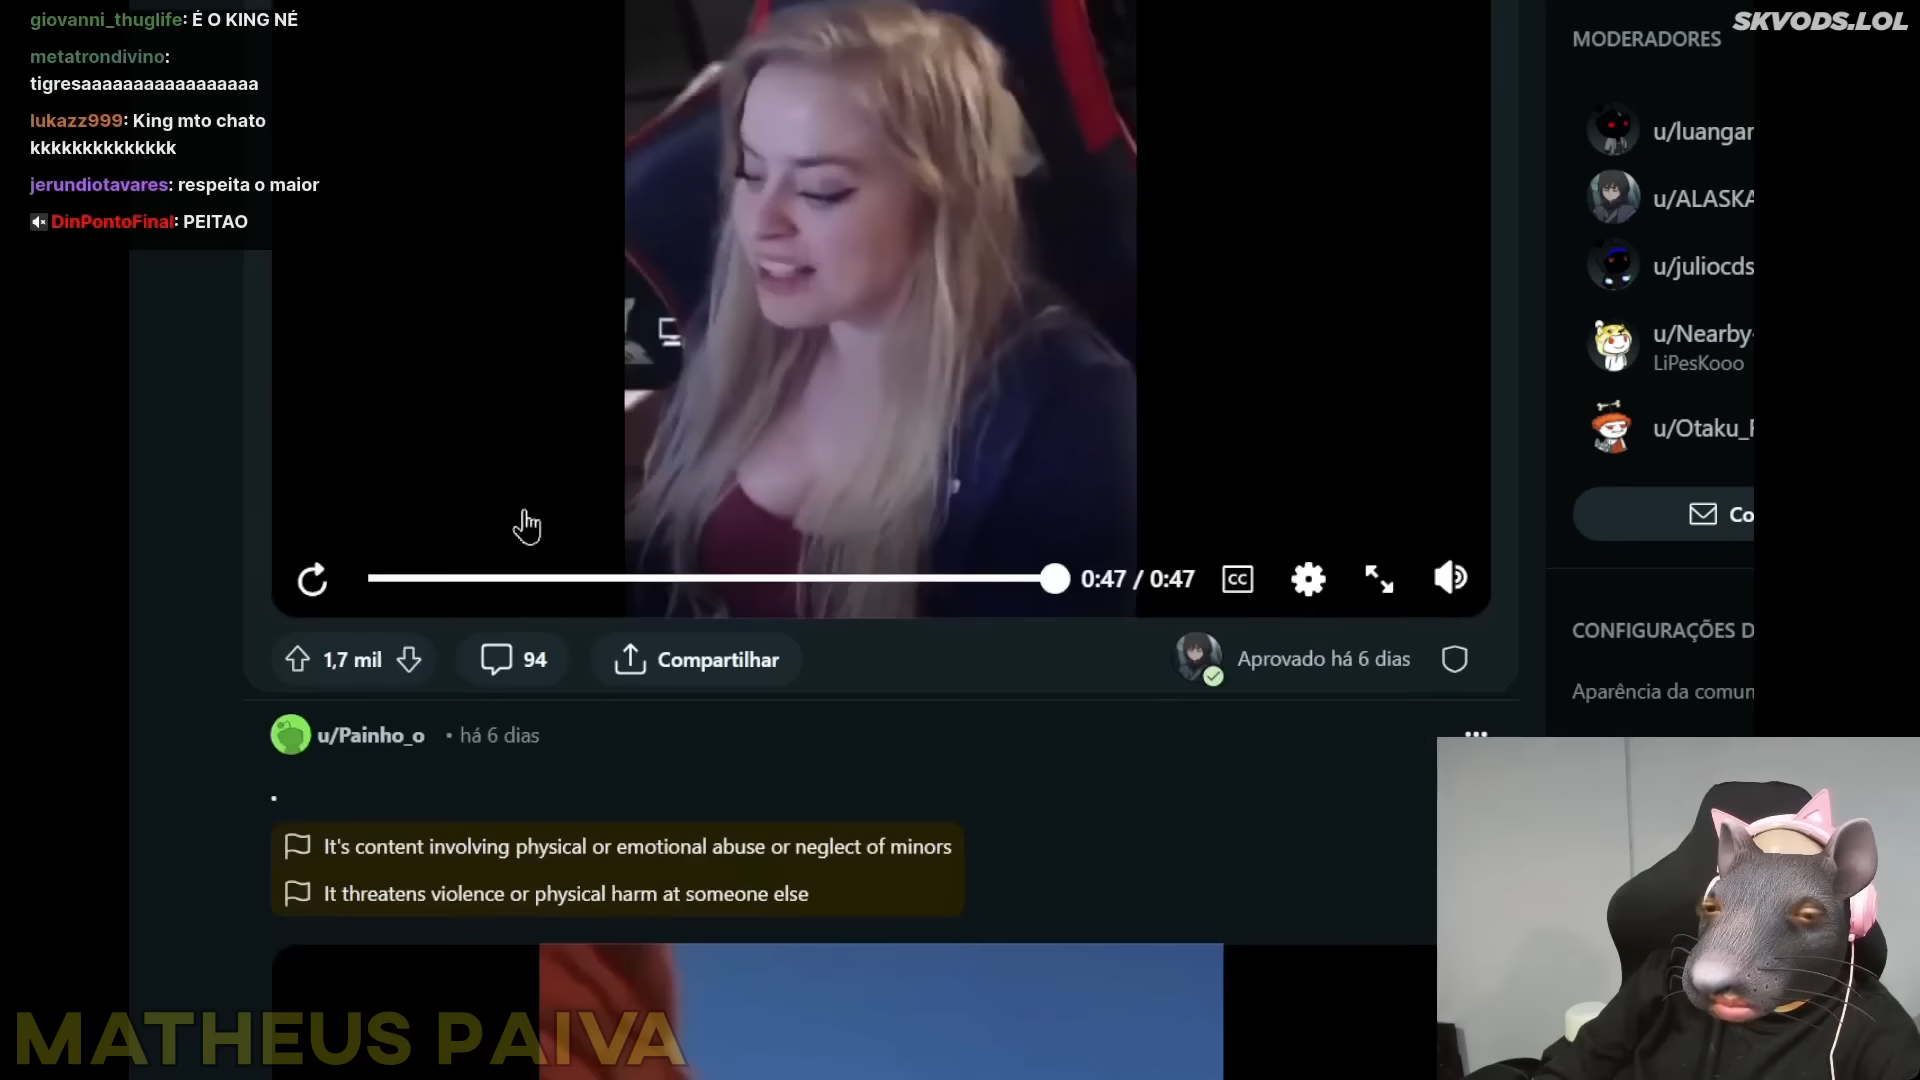 giovanni_thuglife: É O KING NÉ
metatrondivino:
tigresaaaaaaaaaaaaaaaaa
lukazz999: King mto chato
kkkkkkkkkkkkkk
jerundiotavares: respeita o maior
DinPontoFinal: PEITAO
SKVODS.LOL
MODERADORES
u/luangar
u/ALASKA
u/juliocds
u/Nearby-
LiPesKooo
u/Otaku_F
Co
0:47 / 0:47
CC
1,7 mil
94
Compartilhar
Aprovado há 6 dias
CONFIGURAÇÕES D
Aparência da comun
u/Painho_o • há 6 dias
.
It's content involving physical or emotional abuse or neglect of minors
It threatens violence or physical harm at someone else
MATHEUS PAIVA